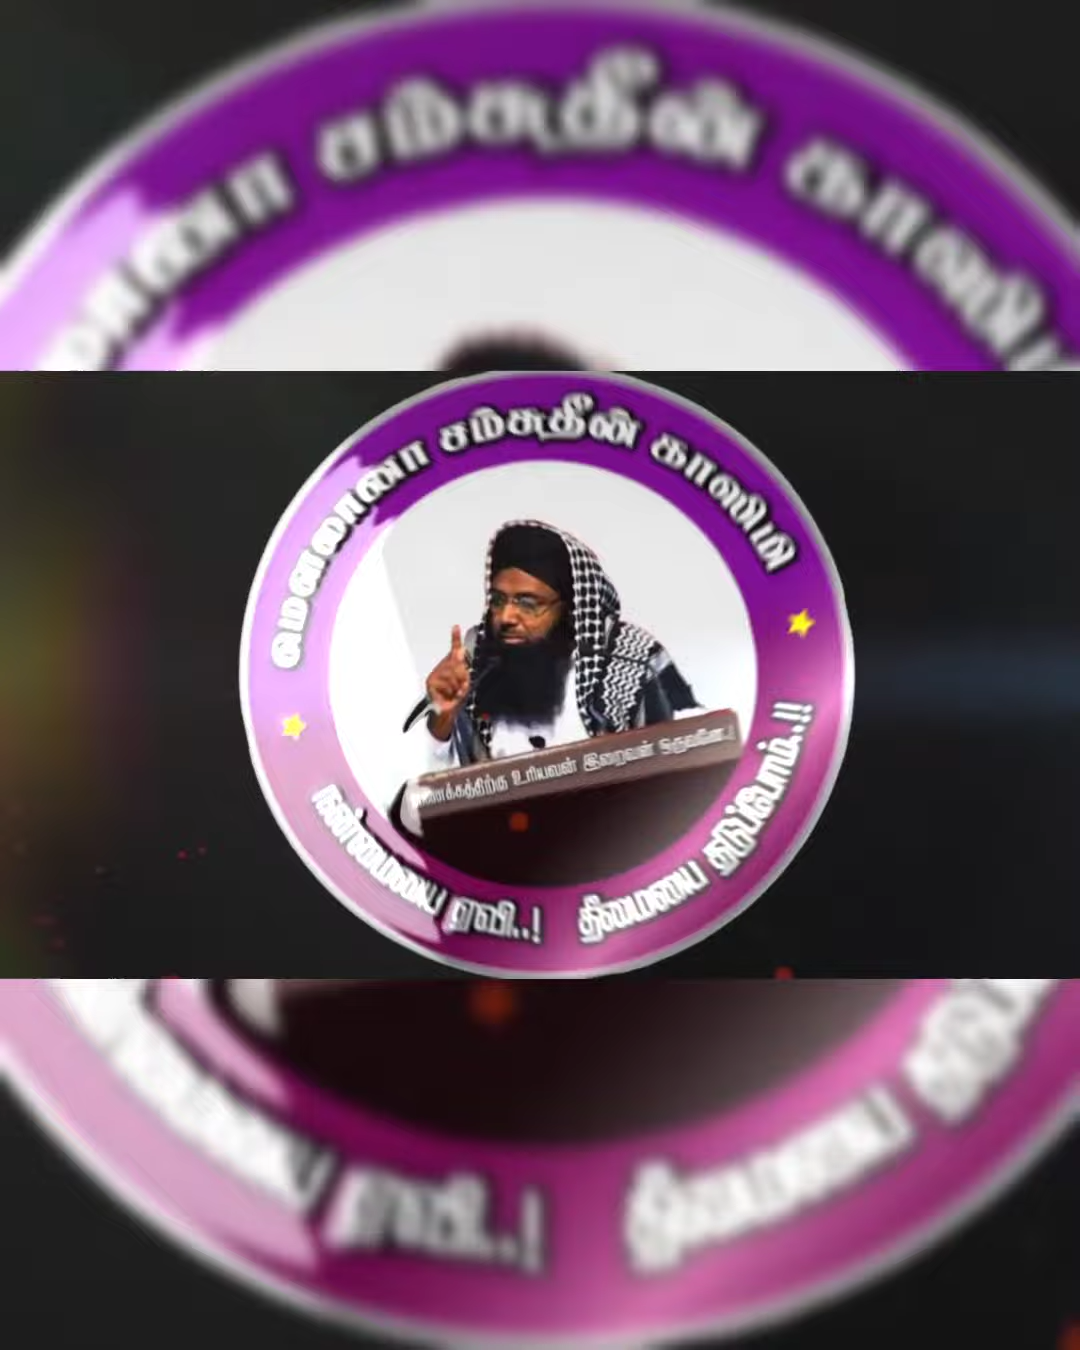 மௌலானா சம்சுதீன் காஸிமி
வணக்கத்திற்கு உரியவன் இறைவன் ஒருவனே.!
நன்மையை ஏவி..! தீமையை தடுப்போம்..!!